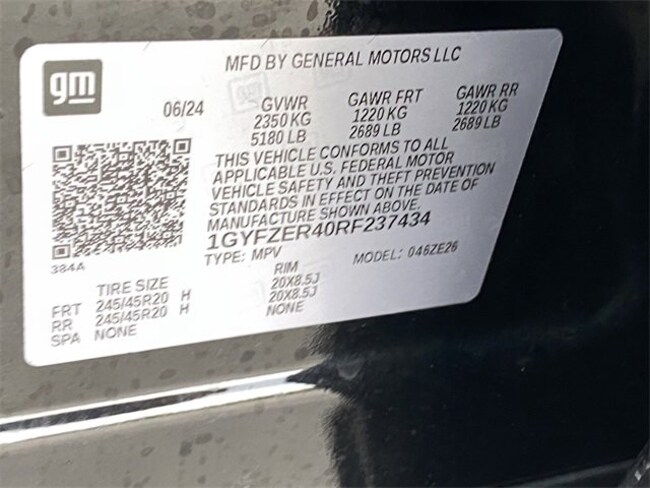 gm
MFD BY GENERAL MOTORS LLC
06/24 GVWR GAWR FRT GAWR RR
2350 KG 1220 KG 1220 KG
5180 LB 2689 LB 2689 LB
THIS VEHICLE CONFORMS TO ALL
APPLICABLE U.S. FEDERAL MOTOR
VEHICLE SAFETY AND THEFT PREVENTION
STANDARDS IN EFFECT ON THE DATE OF
MANUFACTURE SHOWN ABOVE.
1GYFZER40RF237434
TYPE: MPV MODEL: 046ZE26
384A
TIRE SIZE RIM
FRT 245/45R20 H 20X8.5J
RR 245/45R20 H 20X8.5J
SPA NONE NONE